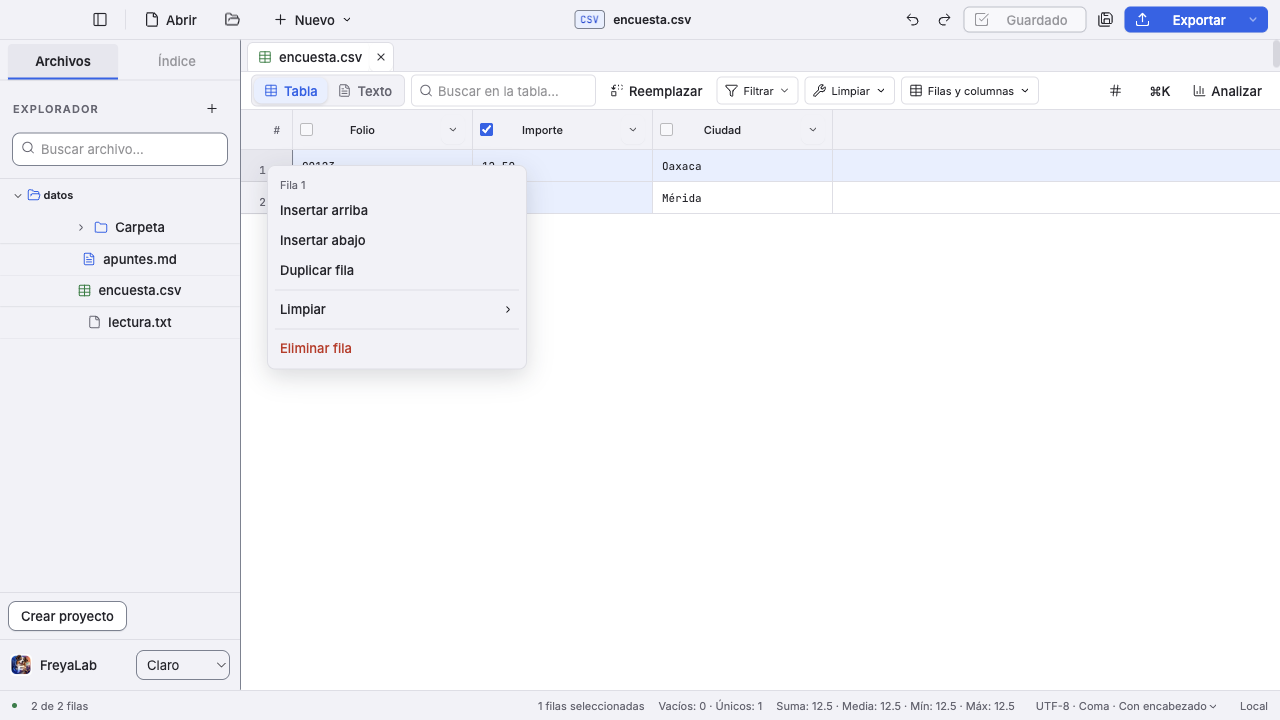 Abrir
Nuevo
CSV encuesta.csv
Guardado
Exportar
Archivos
Índice
encuesta.csv
EXPLORADOR
Tabla
Texto
Buscar en la tabla...
Reemplazar
Filtrar
Limpiar
Filas y columnas
#
⌘K
Analizar
# Folio Importe Ciudad
Buscar archivo...
1 Oaxaca
2 Mérida
Fila 1
Insertar arriba
Insertar abajo
Duplicar fila
Limpiar
Eliminar fila
datos
Carpeta
apuntes.md
encuesta.csv
lectura.txt
Crear proyecto
FreyaLab
Claro
2 de 2 filas
1 filas seleccionadas
Vacíos: 0 · Únicos: 1
Suma: 12.5 · Media: 12.5 · Mín: 12.5 · Máx: 12.5
UTF-8 · Coma · Con encabezado
Local